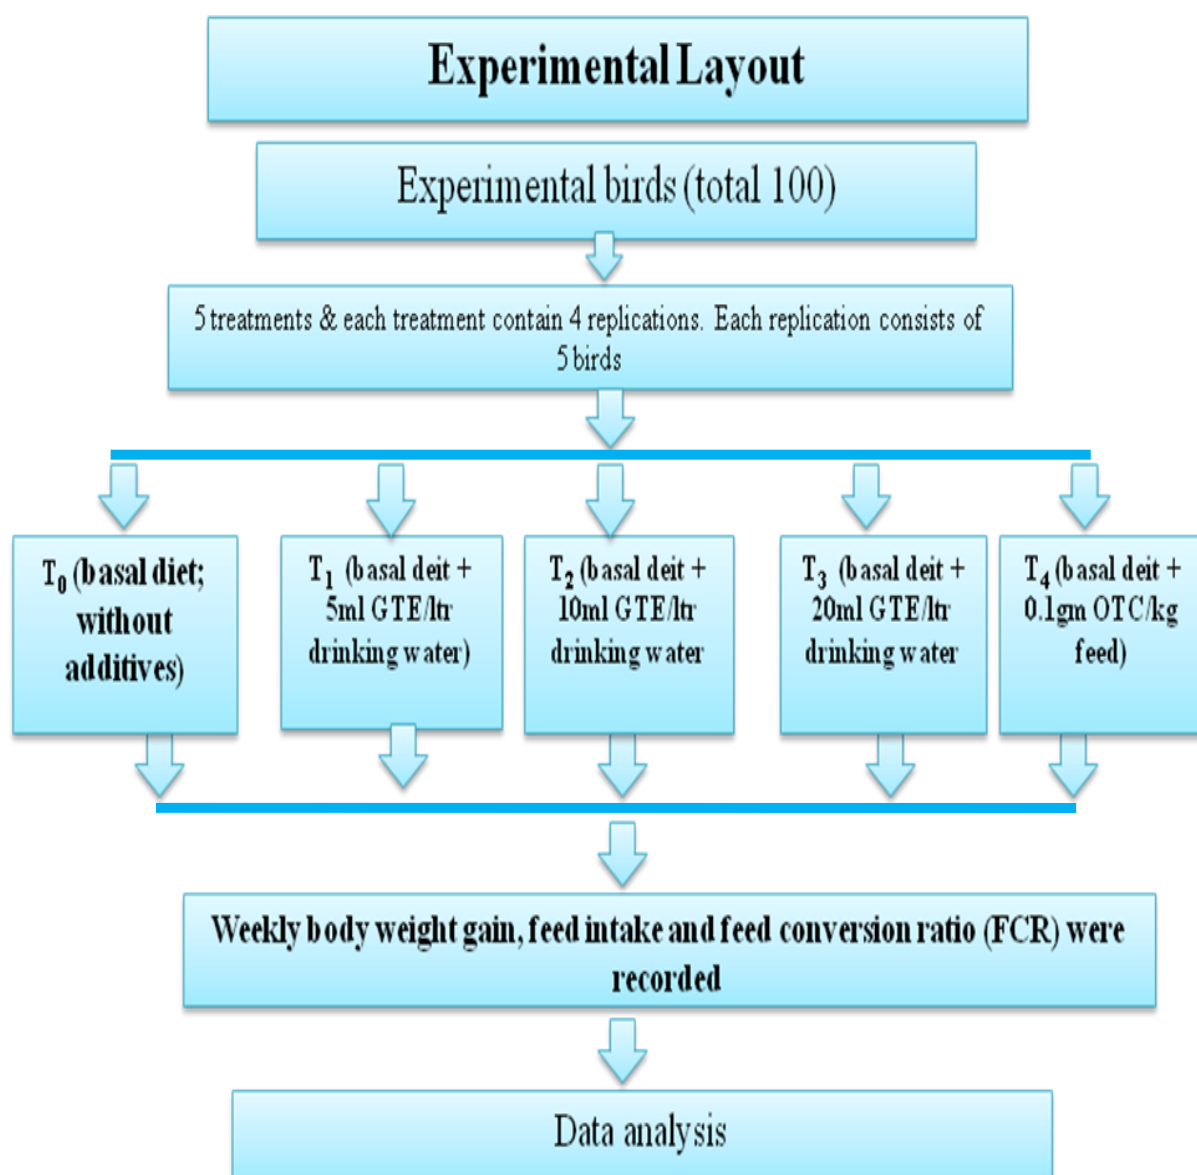 Experimental Layout
Experimental birds (total 100)
5 treatments & each treatment contain 4 replications. Each replication consists of
5 birds
T0 (basal diet;
without
additives)
T1 (basal deit +
5ml GTE/ltr
drinking water)
T2 (basal deit +
10ml GTE/ltr
drinking water
T3 (basal deit +
20ml GTE/ltr
drinking water
T4 (basal deit +
0.1gm OTC/kg
feed)
Weekly body weight gain, feed intake and feed conversion ratio (FCR) were
recorded
Data analysis